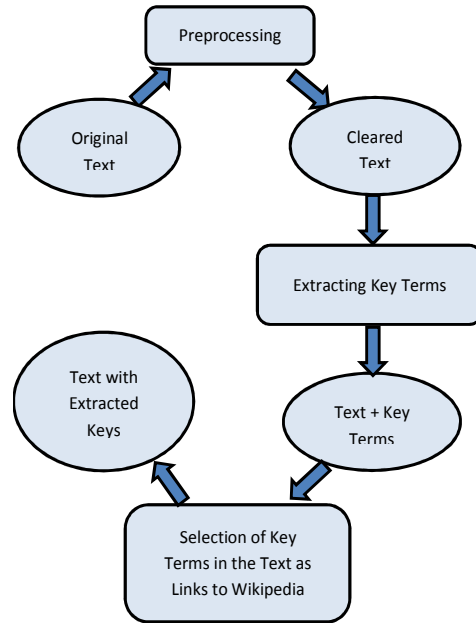 Preprocessing
Original
Text
Cleared
Text
Extracting Key Terms
Text + Key
Terms
Selection of Key
Terms in the Text as
Links to Wikipedia
Text with
Extracted
Keys